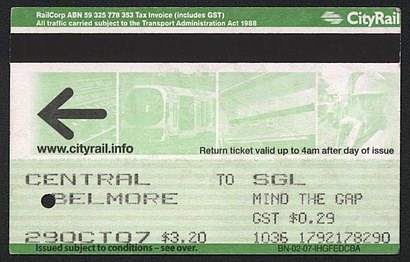 RailCorp ABN 59 325 778 353 Tax Invoice (includes GST)
All traffic carried subject to the Transport Administration Act 1988
CityRail
www.cityrail.info
Return ticket valid up to 4am after day of issue
CENTRAL TO SGL
BELMORE MIND THE GAP
GST $0.29
29OCT07 $3.20 1036 1792178290
Issued subject to conditions – see over. BN-02-07-IHGFEDCBA